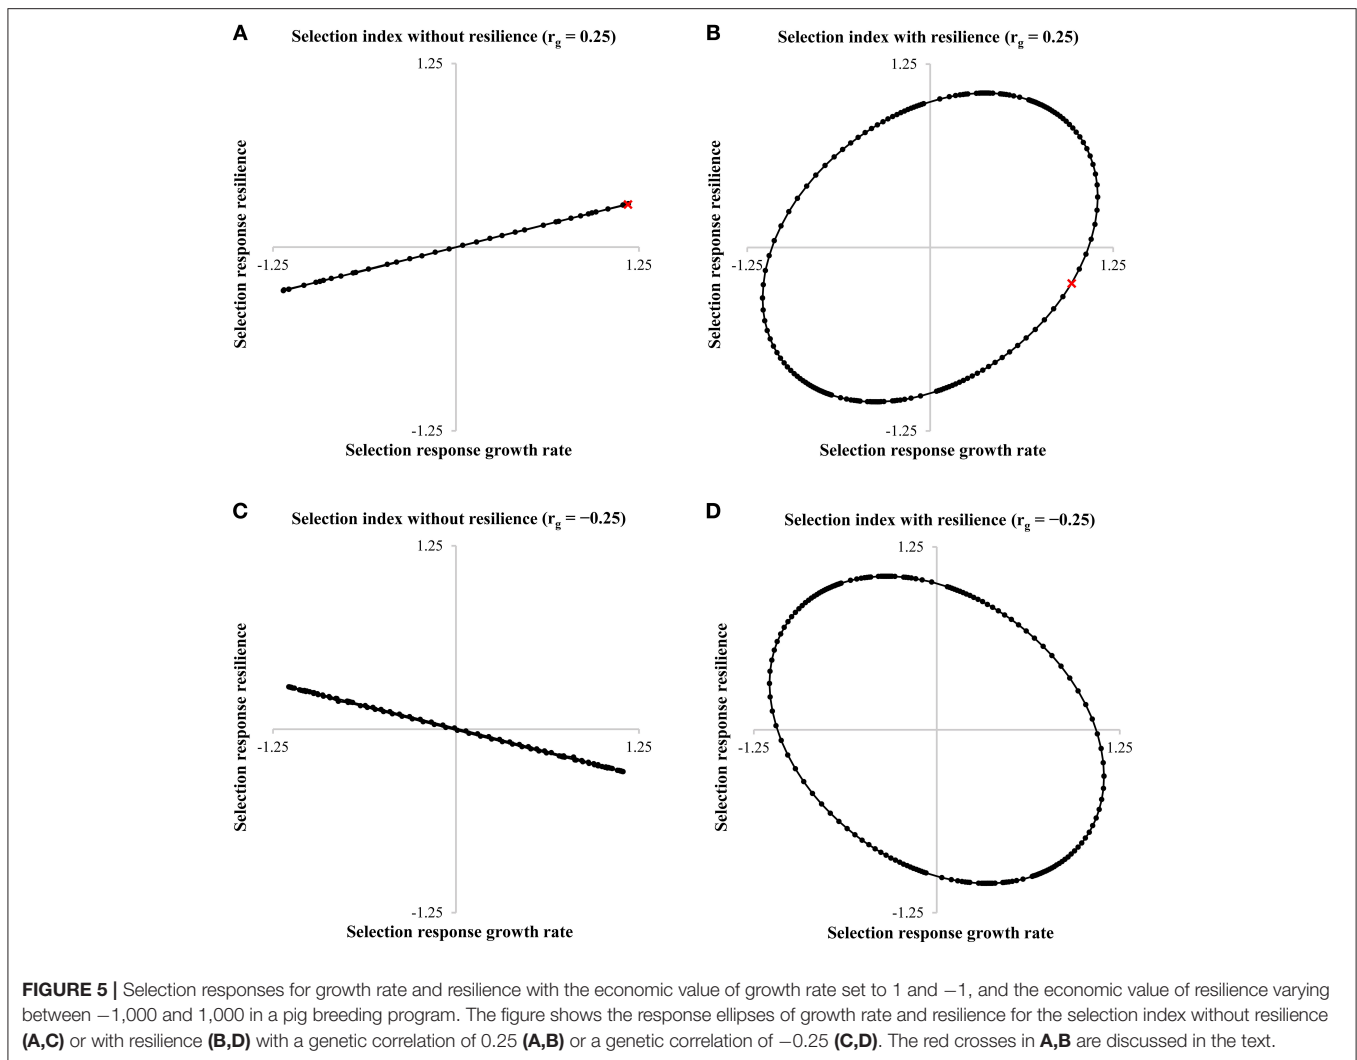 A
Selection index without resilience (rg = 0.25)
1.25
Selection response resilience
-1.25
1.25
-1.25
Selection response growth rate
B
Selection index with resilience (rg = 0.25)
1.25
Selection response resilience
-1.25
1.25
-1.25
Selection response growth rate
C
Selection index without resilience (rg = −0.25)
1.25
Selection response resilience
-1.25
1.25
-1.25
Selection response growth rate
D
Selection index with resilience (rg = −0.25)
1.25
Selection response resilience
-1.25
1.25
-1.25
Selection response growth rate
FIGURE 5 | Selection responses for growth rate and resilience with the economic value of growth rate set to 1 and −1, and the economic value of resilience varying
between −1,000 and 1,000 in a pig breeding program. The figure shows the response ellipses of growth rate and resilience for the selection index without resilience
(A,C) or with resilience (B,D) with a genetic correlation of 0.25 (A,B) or a genetic correlation of −0.25 (C,D). The red crosses in A,B are discussed in the text.